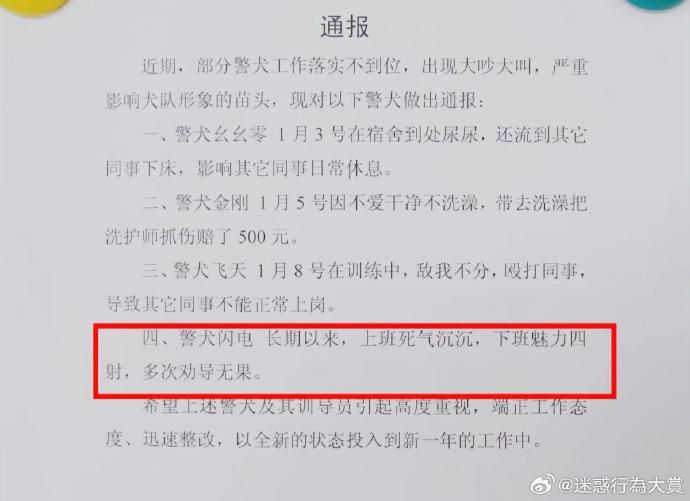 通报
近期，部分警犬工作落实不到位，出现大吵大叫，严重
影响犬队形象的苗头，现对以下警犬做出通报：
一、警犬幺幺零 1 月 3 号在宿舍到处尿尿，还流到其它
同事下床，影响其它同事日常休息。
二、警犬金刚 1 月 5 号因不爱干净不洗澡，带去洗澡把
洗护师抓伤赔了 500 元。
三、警犬飞天 1 月 8 号在训练中，敌我不分，殴打同事，
导致其它同事不能正常上岗。
四、警犬闪电 长期以来，上班死气沉沉，下班魅力四
射，多次劝导无果。
希望上述警犬及其训导员引起高度重视，端正工作态
度、迅速整改，以全新的状态投入到新一年的工作中。
@迷惑行為大賞